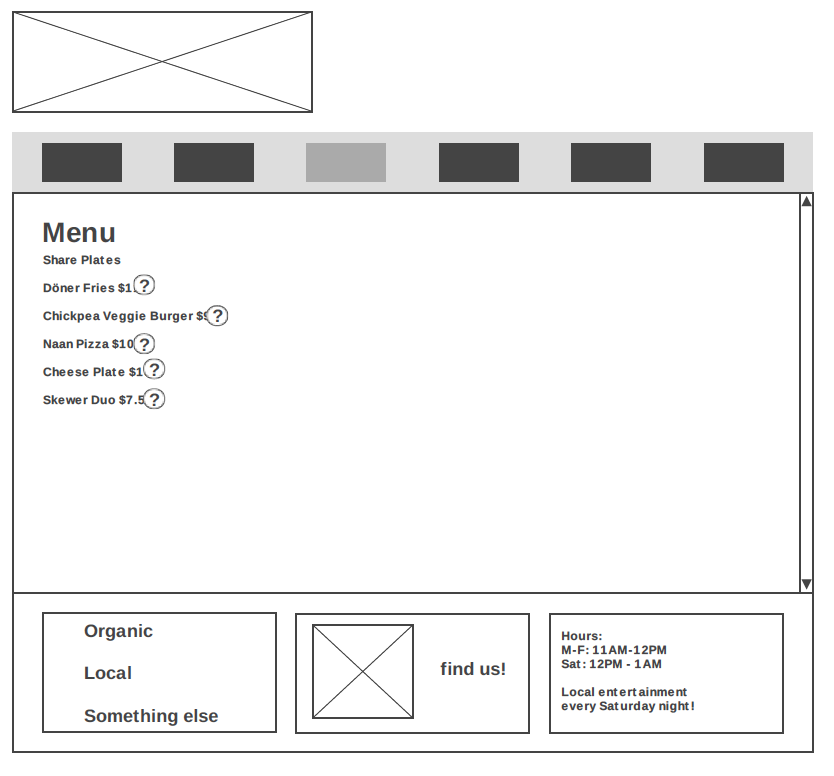 Menu
Share Plates
Döner Fries $1 ?
Chickpea Veggie Burger $9 ?
Naan Pizza $10 ?
Cheese Plate $1 ?
Skewer Duo $7.5 ?
Organic
Local
Something else
find us!
Hours:
M-F: 11AM-12PM
Sat: 12PM - 1AM
Local entertainment
every Saturday night!